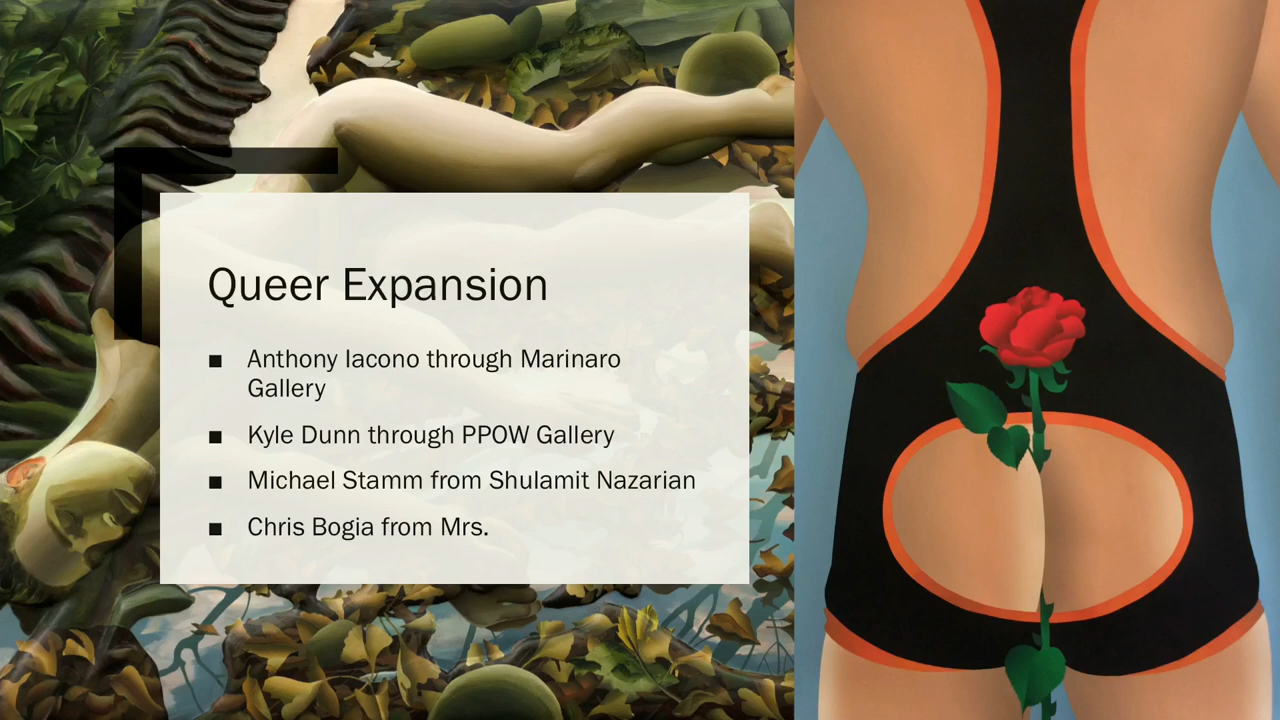 Queer Expansion
■ Anthony Iacono through Marinaro
Gallery
■ Kyle Dunn through PPOW Gallery
■ Michael Stamm from Shulamit Nazarian
■ Chris Bogia from Mrs.